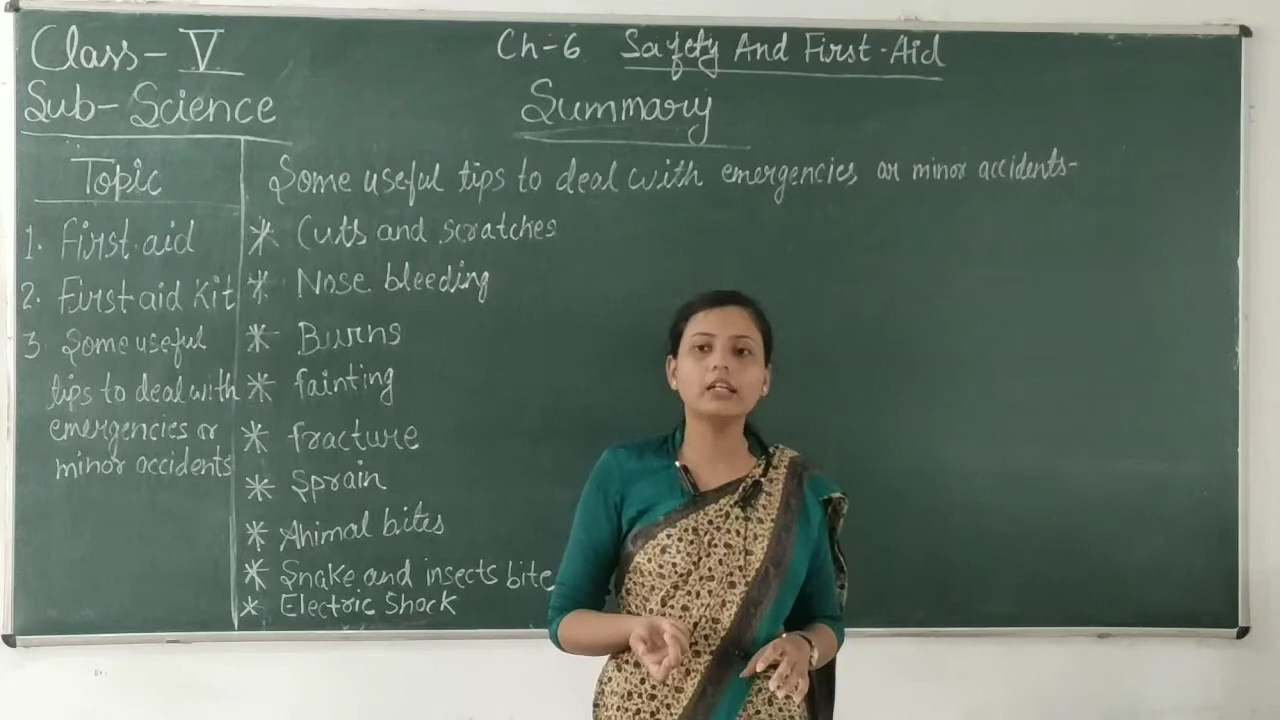 Class- V
Sub- Science
Ch-6 Safety And First-Aid
Summary
Topic
1. First aid
2. First aid Kit
3 Some useful
tips to deal with
emergencies or
minor accidents
Some useful tips to deal with emergencies or minor accidents-
* Cuts and scratches
* Nose bleeding
* Burns
* fainting
* fracture
* Sprain
* Animal bites
* Snake and insects bite
* Electric Shock